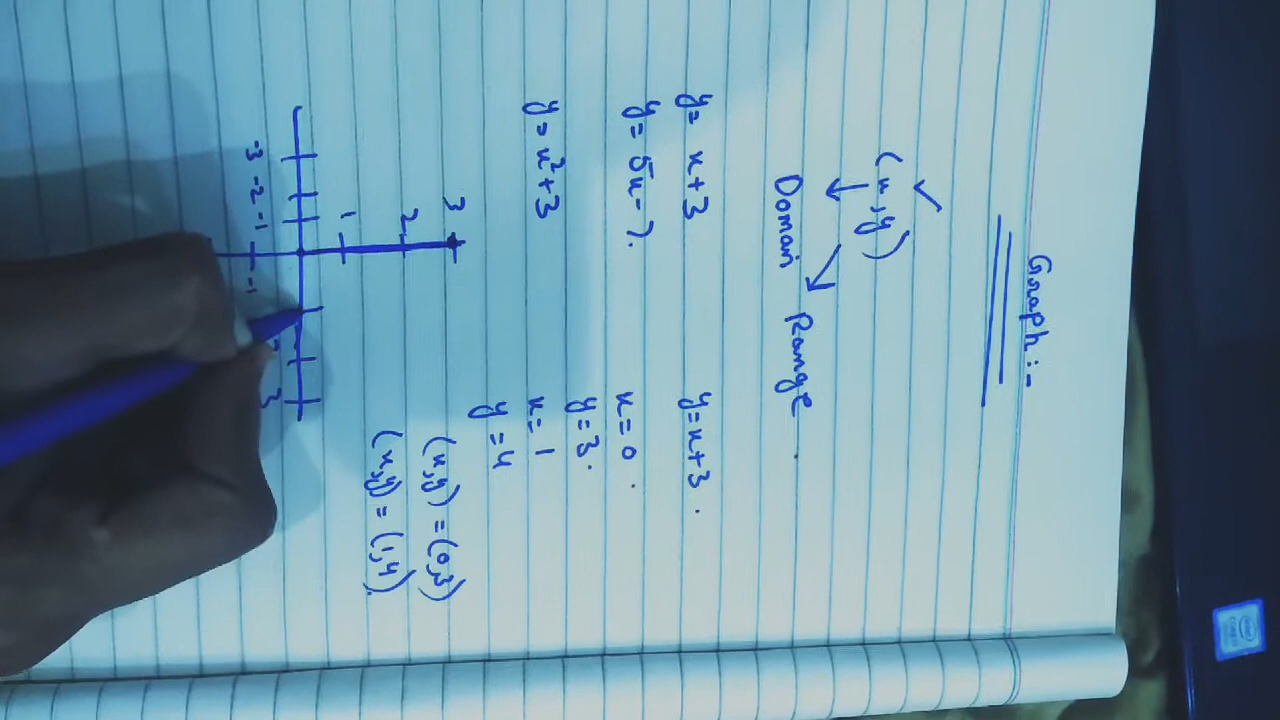 Graph :-
(x,y)
Domain Range.
y = x+3
y = 5x-7.
y = x²+3
y=x+3.
x=0.
y=3.
x=1
y=4
(x,y) = (0,3)
(x,y) = (1,4).
3
2
1
-3 -2 -1
3
-1